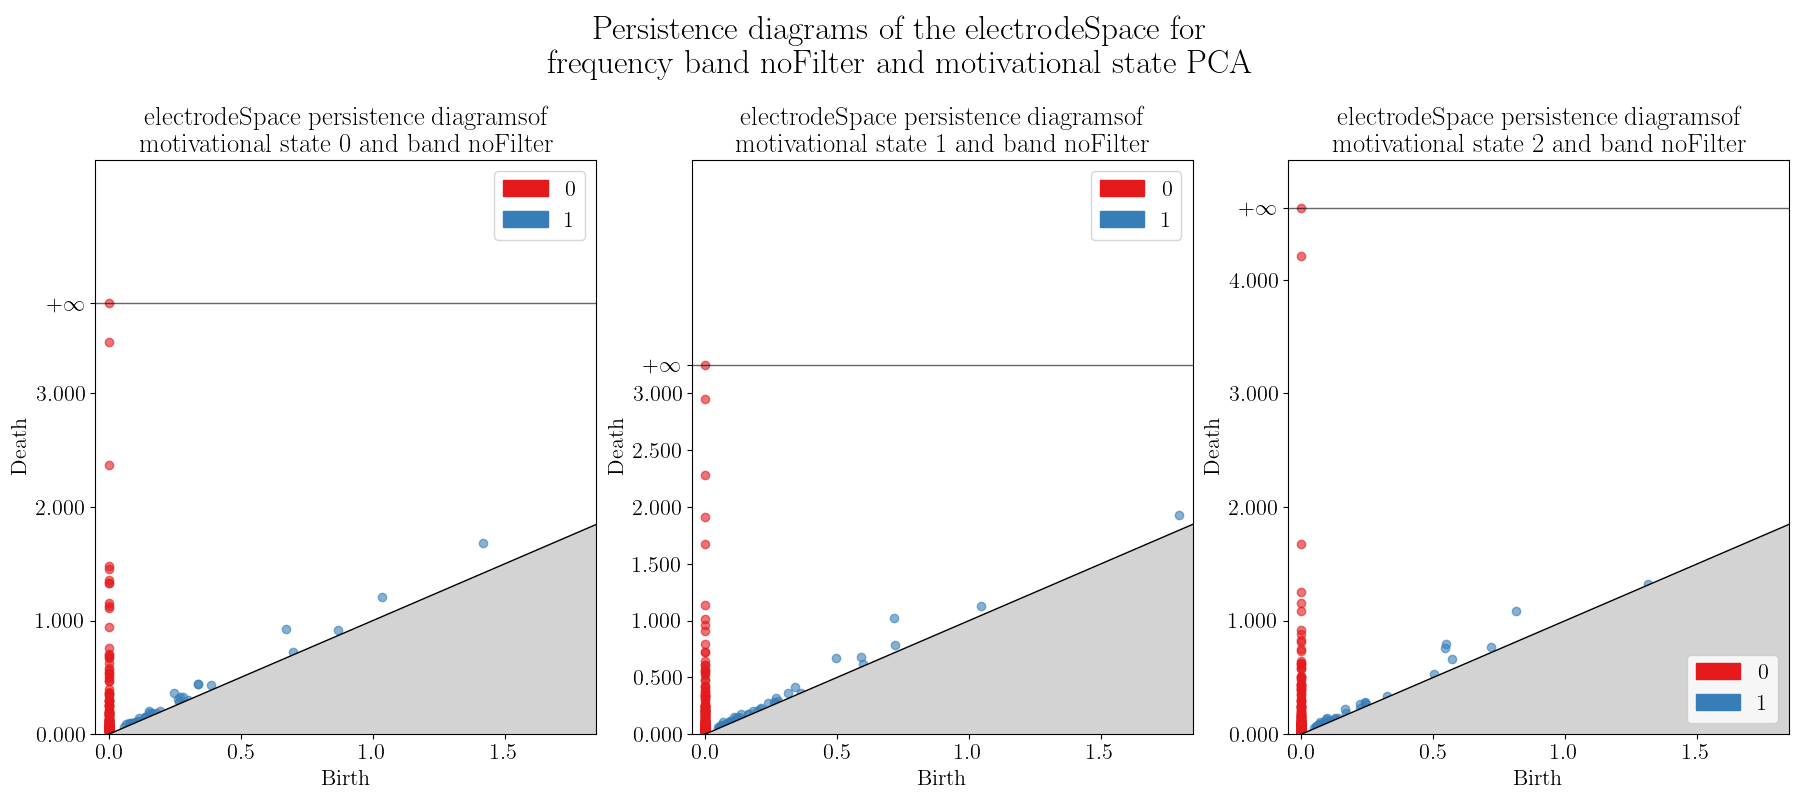 Persistence diagrams of the electrodeSpace for
frequency band noFilter and motivational state PCA
electrodeSpace persistence diagramsof
motivational state 0 and band noFilter
0
1
+∞
3.000
2.000
1.000
0.000
Death
0.0
0.5
1.0
1.5
Birth
electrodeSpace persistence diagramsof
motivational state 1 and band noFilter
0
1
+∞
3.000
2.500
2.000
1.500
1.000
0.500
0.000
Death
0.0
0.5
1.0
1.5
Birth
electrodeSpace persistence diagramsof
motivational state 2 and band noFilter
+∞
4.000
3.000
2.000
1.000
0.000
Death
0
1
0.0
0.5
1.0
1.5
Birth